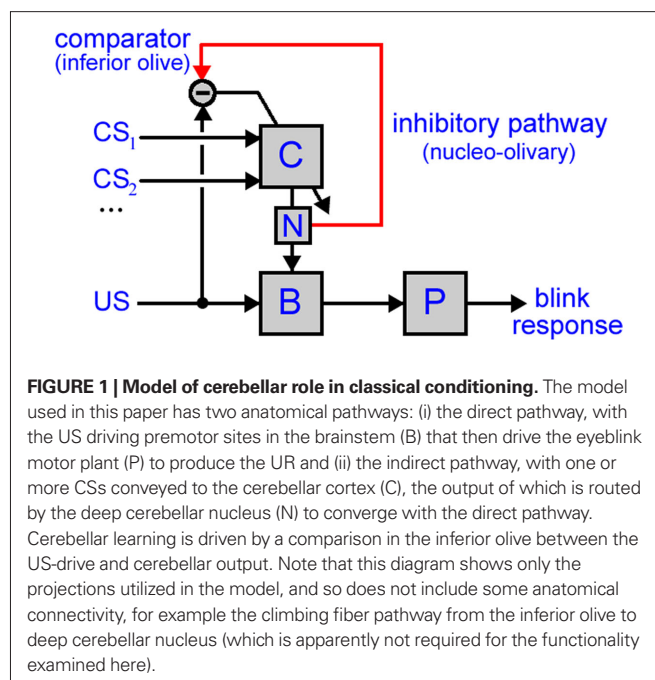 comparator
(inferior olive)
−
CS1
CS2
...
C
inhibitory pathway
(nucleo-olivary)
N
US
B
P
blink
response
FIGURE 1 | Model of cerebellar role in classical conditioning. The model
used in this paper has two anatomical pathways: (i) the direct pathway, with
the US driving premotor sites in the brainstem (B) that then drive the eyeblink
motor plant (P) to produce the UR and (ii) the indirect pathway, with one or
more CSs conveyed to the cerebellar cortex (C), the output of which is routed
by the deep cerebellar nucleus (N) to converge with the direct pathway.
Cerebellar learning is driven by a comparison in the inferior olive between the
US-drive and cerebellar output. Note that this diagram shows only the
projections utilized in the model, and so does not include some anatomical
connectivity, for example the climbing fiber pathway from the inferior olive to
deep cerebellar nucleus (which is apparently not required for the functionality
examined here).